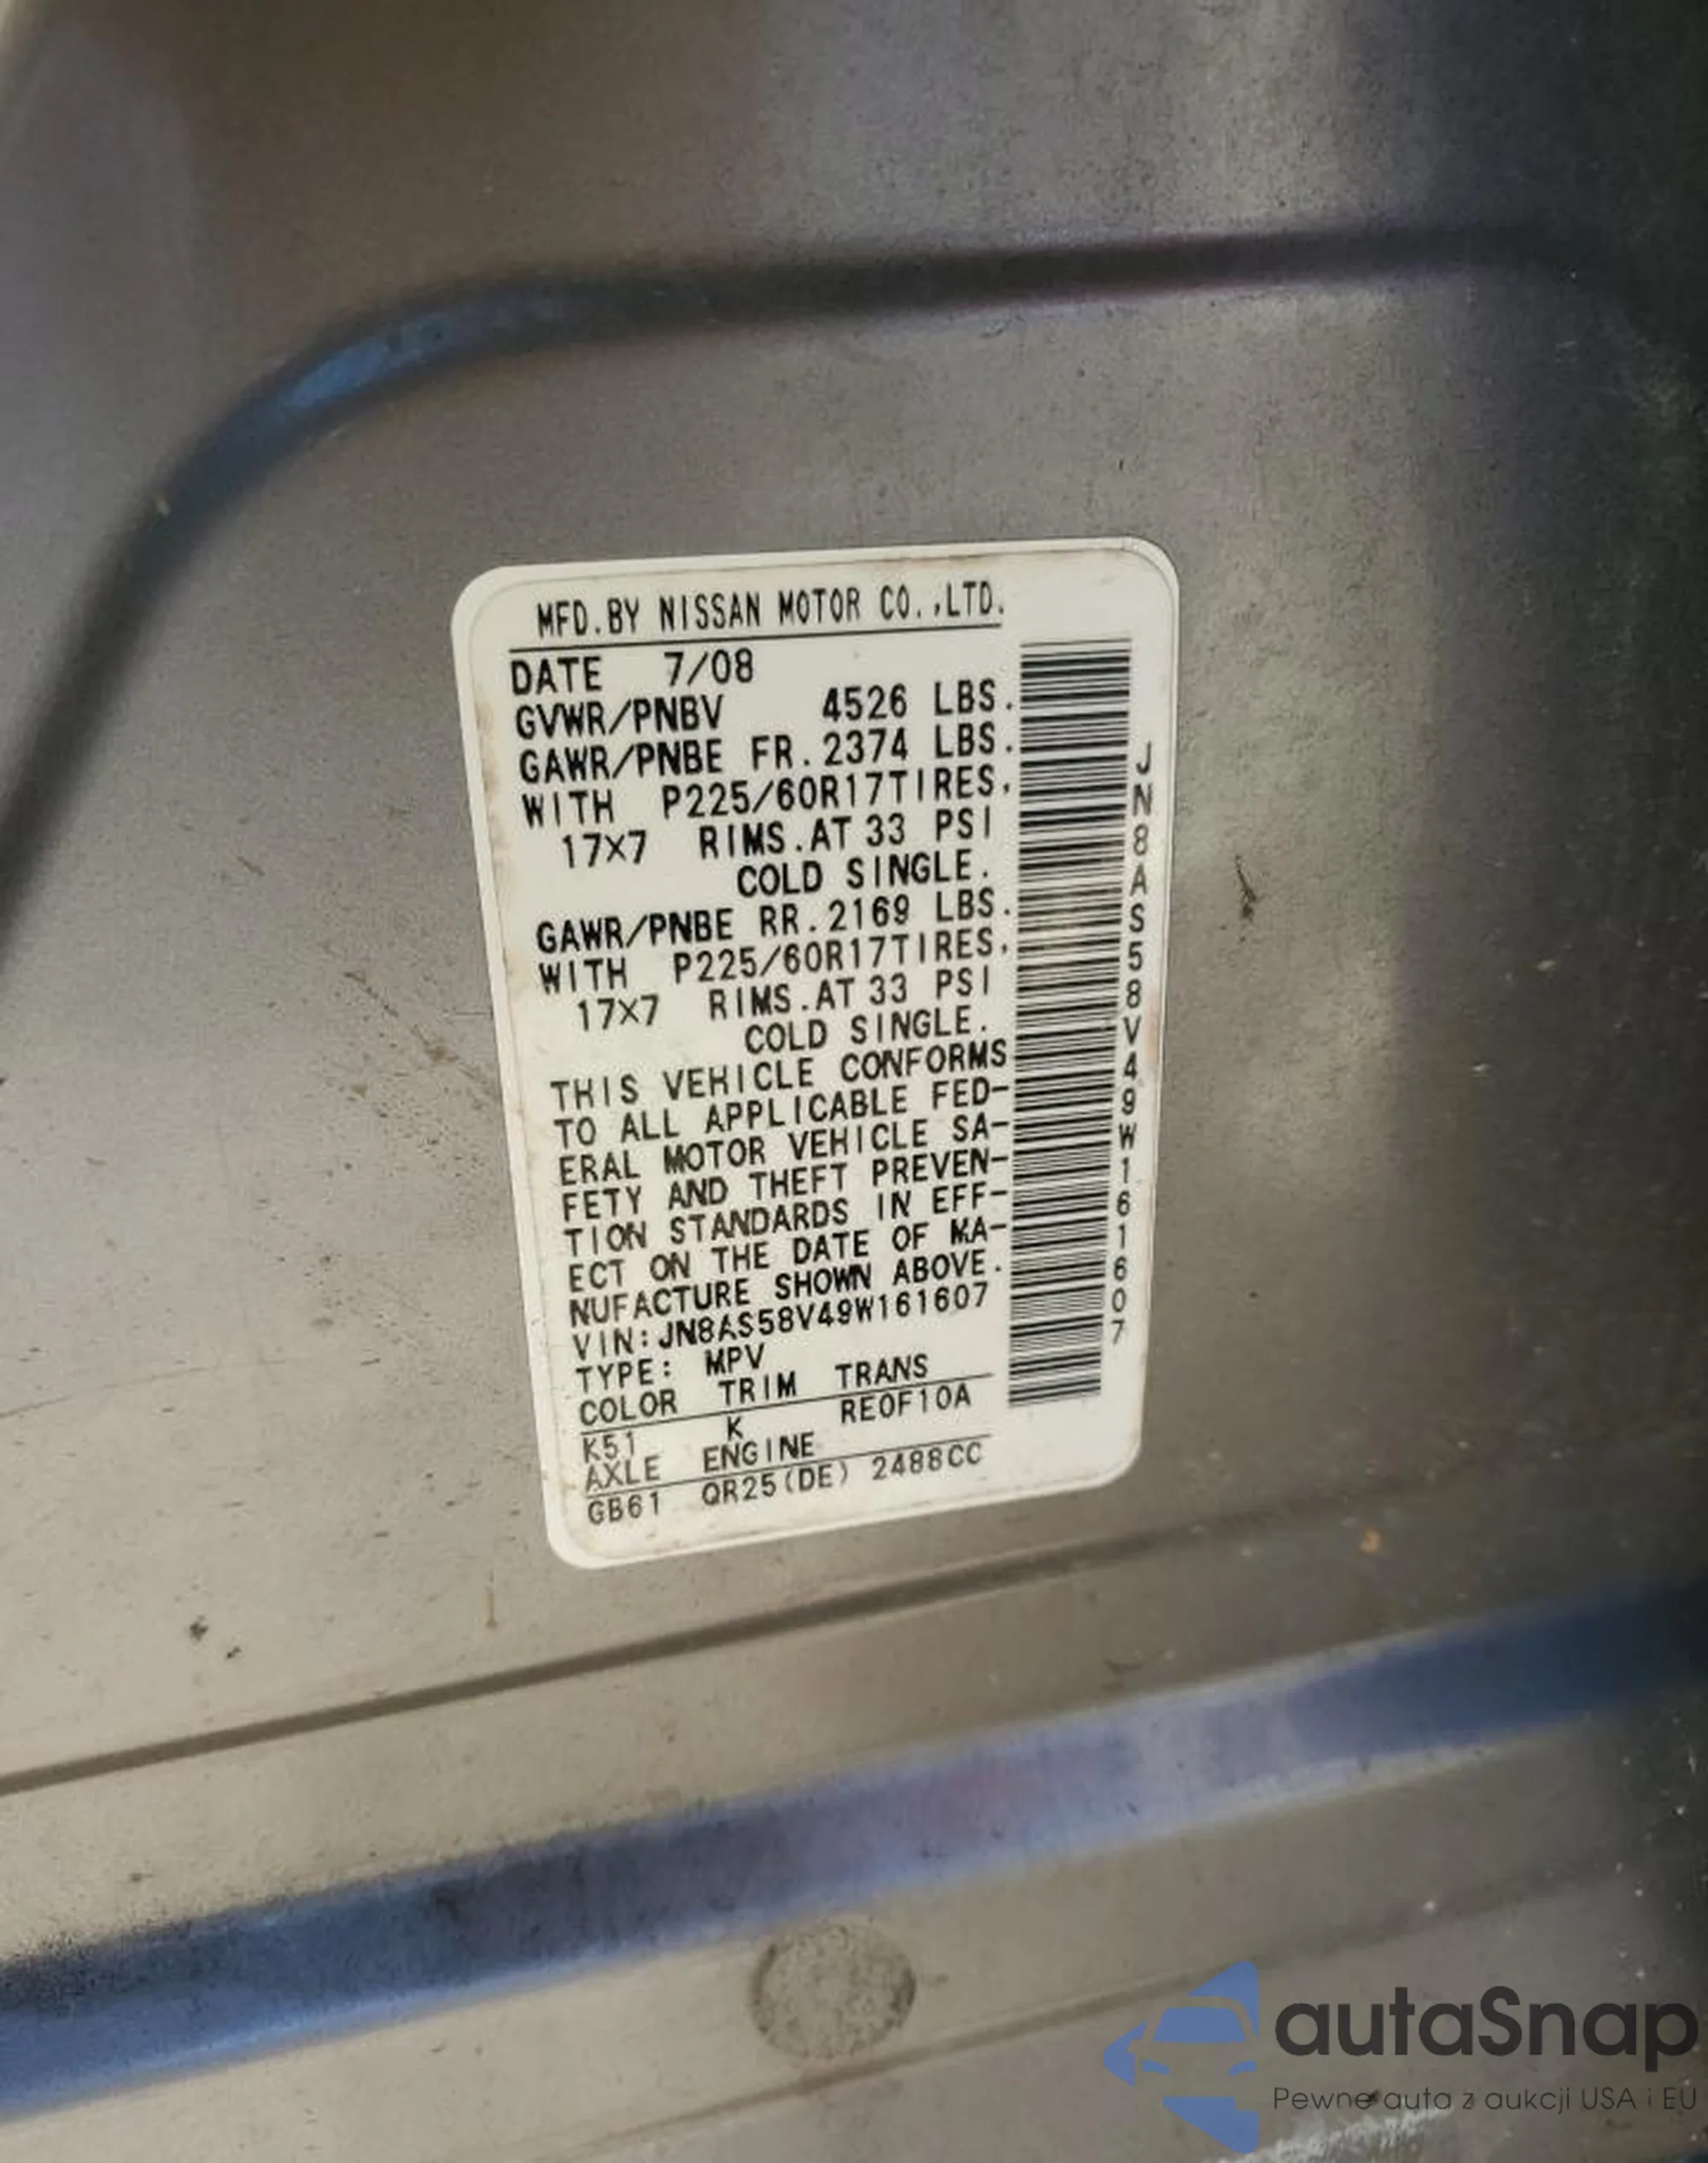 MFD.BY NISSAN MOTOR CO.,LTD.
DATE 7/08
GVWR/PNBV 4526 LBS.
GAWR/PNBE FR.2374 LBS.
WITH P225/60R17TIRES,
17X7 RIMS.AT 33 PSI
COLD SINGLE.
GAWR/PNBE RR.2169 LBS.
WITH P225/60R17TIRES,
17X7 RIMS.AT 33 PSI
COLD SINGLE.
THIS VEHICLE CONFORMS
TO ALL APPLICABLE FED-
ERAL MOTOR VEHICLE SA-
FETY AND THEFT PREVEN-
TION STANDARDS IN EFF-
ECT ON THE DATE OF MA-
NUFACTURE SHOWN ABOVE.
VIN:JN8AS58V49W161607
TYPE: MPV
COLOR TRIM TRANS
K51 K RE0F10A
AXLE ENGINE
GB61 QR25(DE) 2488CC
JN8AS58V49W161607
autaSnap
Pewne auta z aukcji USA i EU